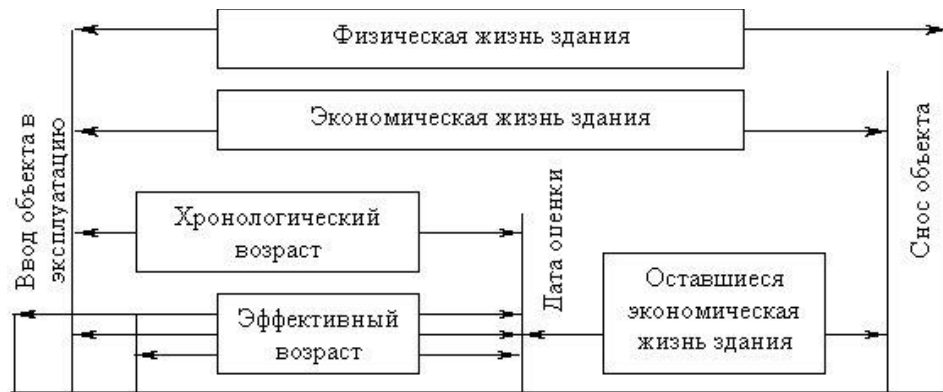 Физическая жизнь здания
Экономическая жизнь здания
Ввод объекта в
эксплуатацию
Хронологический
возраст
Эффективный
возраст
Дата оценки
Оставшиеся
экономическая
жизнь здания
Снос объекта